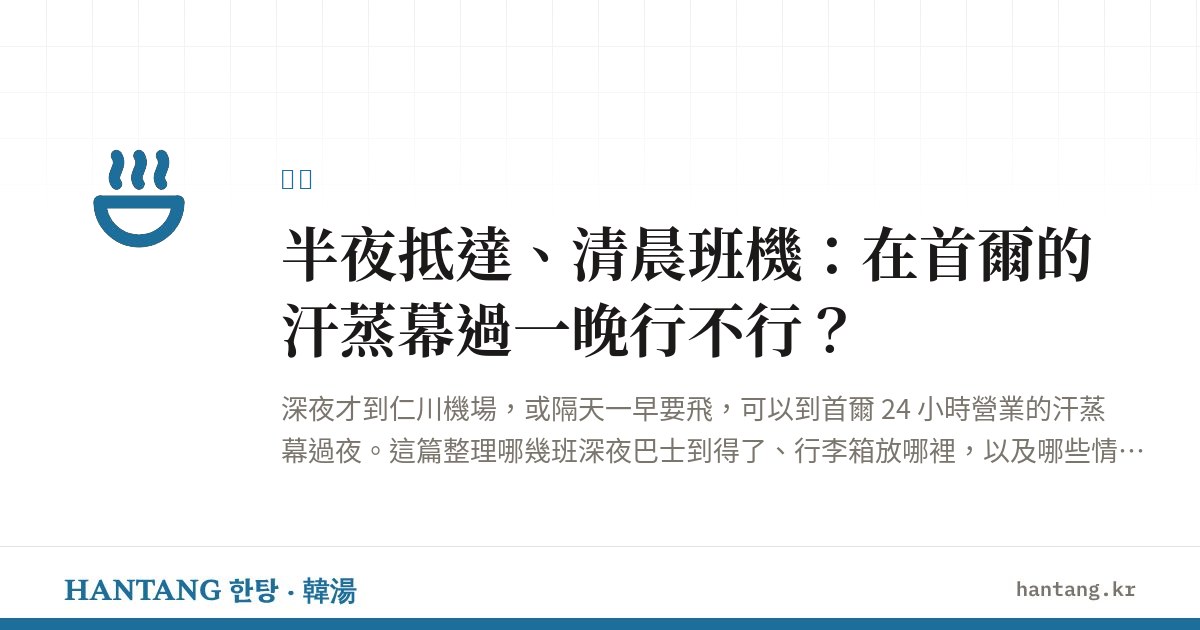 半夜抵達、清晨班機：在首爾的
汗蒸幕過一晚行不行？
深夜才到仁川機場，或隔天一早要飛，可以到首爾 24 小時營業的汗蒸
幕過夜。這篇整理哪幾班深夜巴士到得了、行李箱放哪裡，以及哪些情⋯
HANTANG 한탕 · 韓湯
hantang.kr